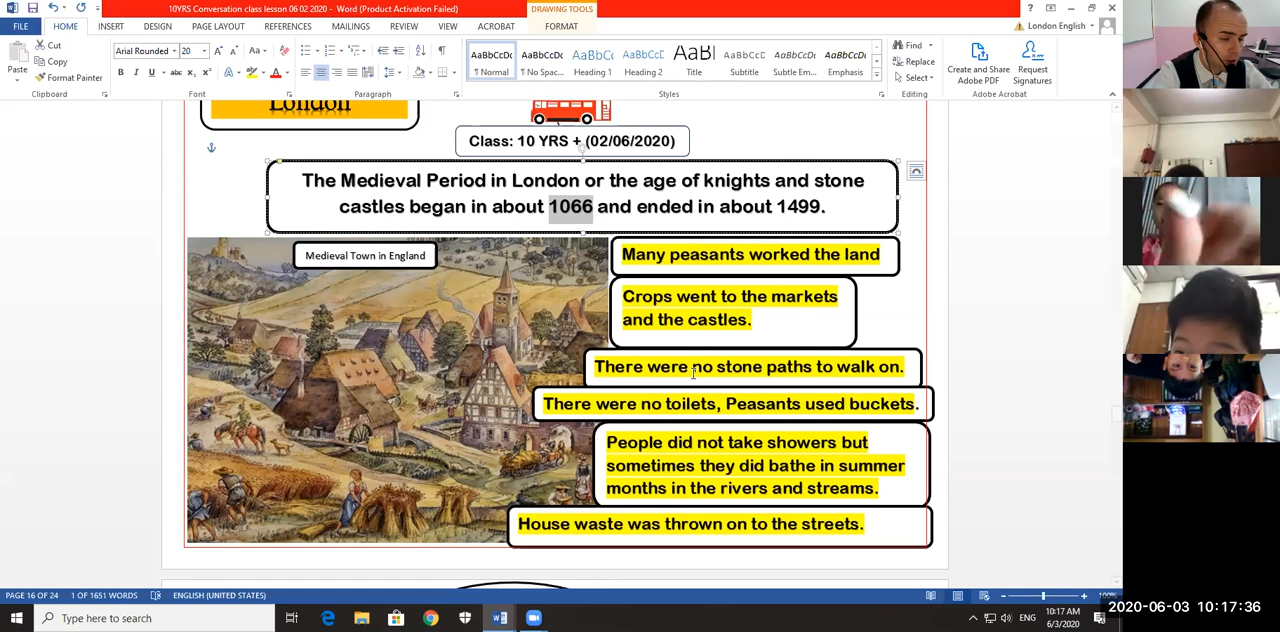 10YRS Conversation class lesson 06 02 2020 - Word (Product Activation Failed)
DRAWING TOOLS
FILE HOME INSERT DESIGN PAGE LAYOUT REFERENCES MAILINGS REVIEW VIEW ACROBAT FORMAT
London English
Paste
Cut
Copy
Format Painter
Clipboard
Arial Rounded 20
Font
Paragraph
AaBbCcDc AaBbCcDc AaBbCc AaBbCcC AaBl AaBbCcC AaBbCcDc AaBbCcDc
¶ Normal ¶ No Spac... Heading 1 Heading 2 Title Subtitle Subtle Em... Emphasis
Styles
Find
Replace
Select
Editing
Create and Share Adobe PDF
Request Signatures
Adobe Acrobat
London
Class: 10 YRS + (02/06/2020)
The Medieval Period in London or the age of knights and stone
castles began in about 1066 and ended in about 1499.
Medieval Town in England
Many peasants worked the land
Crops went to the markets
and the castles.
There were no stone paths to walk on.
There were no toilets, Peasants used buckets.
People did not take showers but
sometimes they did bathe in summer
months in the rivers and streams.
House waste was thrown on to the streets.
PAGE 16 OF 24 1 OF 1651 WORDS ENGLISH (UNITED STATES)
Type here to search
ENG
10:17 AM
6/3/2020
2020-06-03 10:17:36